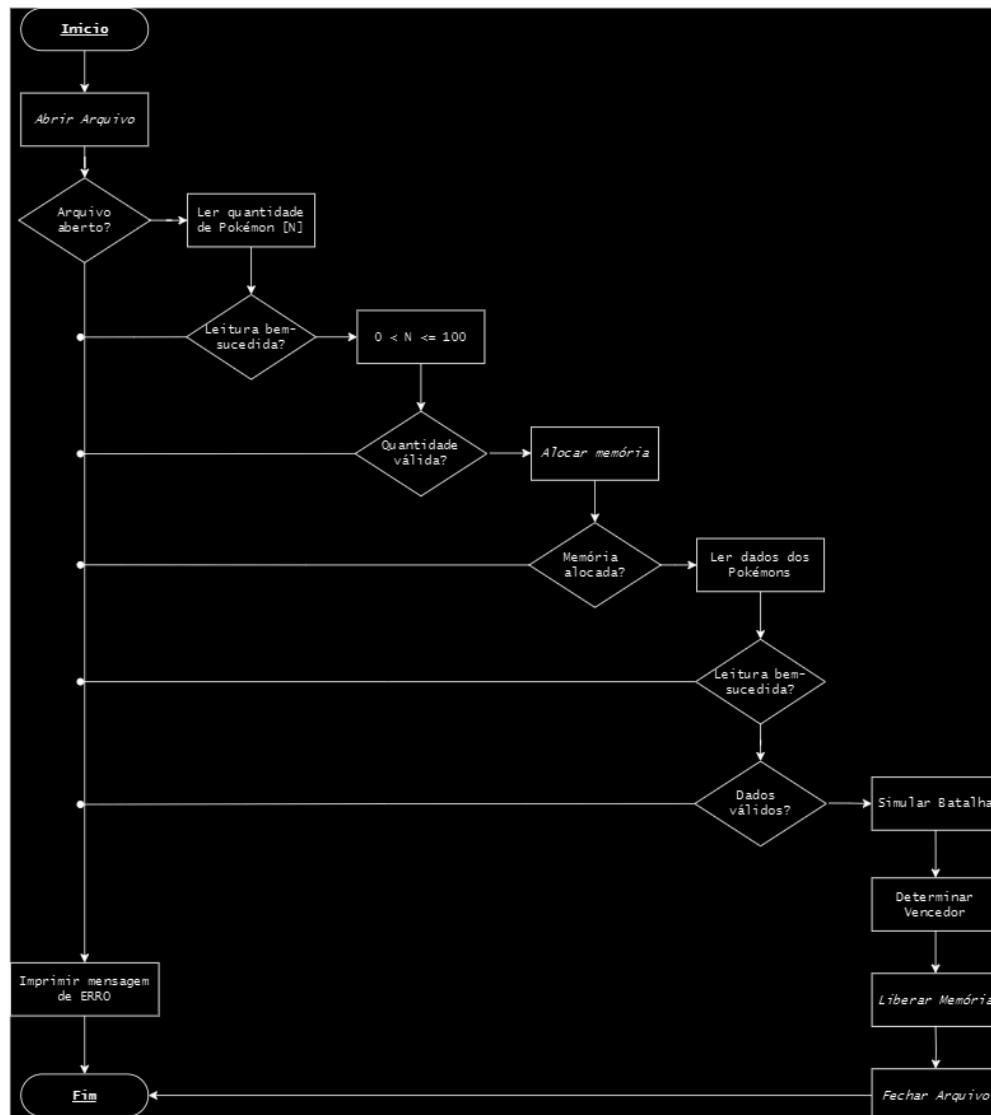 Inicio
Abrir Arquivo
Arquivo
aberto?
Ler quantidade
de Pokémon [N]
Leitura bem-
sucedida?
0 < N <= 100
Quantidade
válida?
Alocar memória
Memória
alocada?
Ler dados dos
Pokémons
Leitura bem-
sucedida?
Dados
válidos?
Simular Batalha
Determinar
Vencedor
Imprimir mensagem
de ERRO
Liberar Memória
Fim
Fechar Arquivo